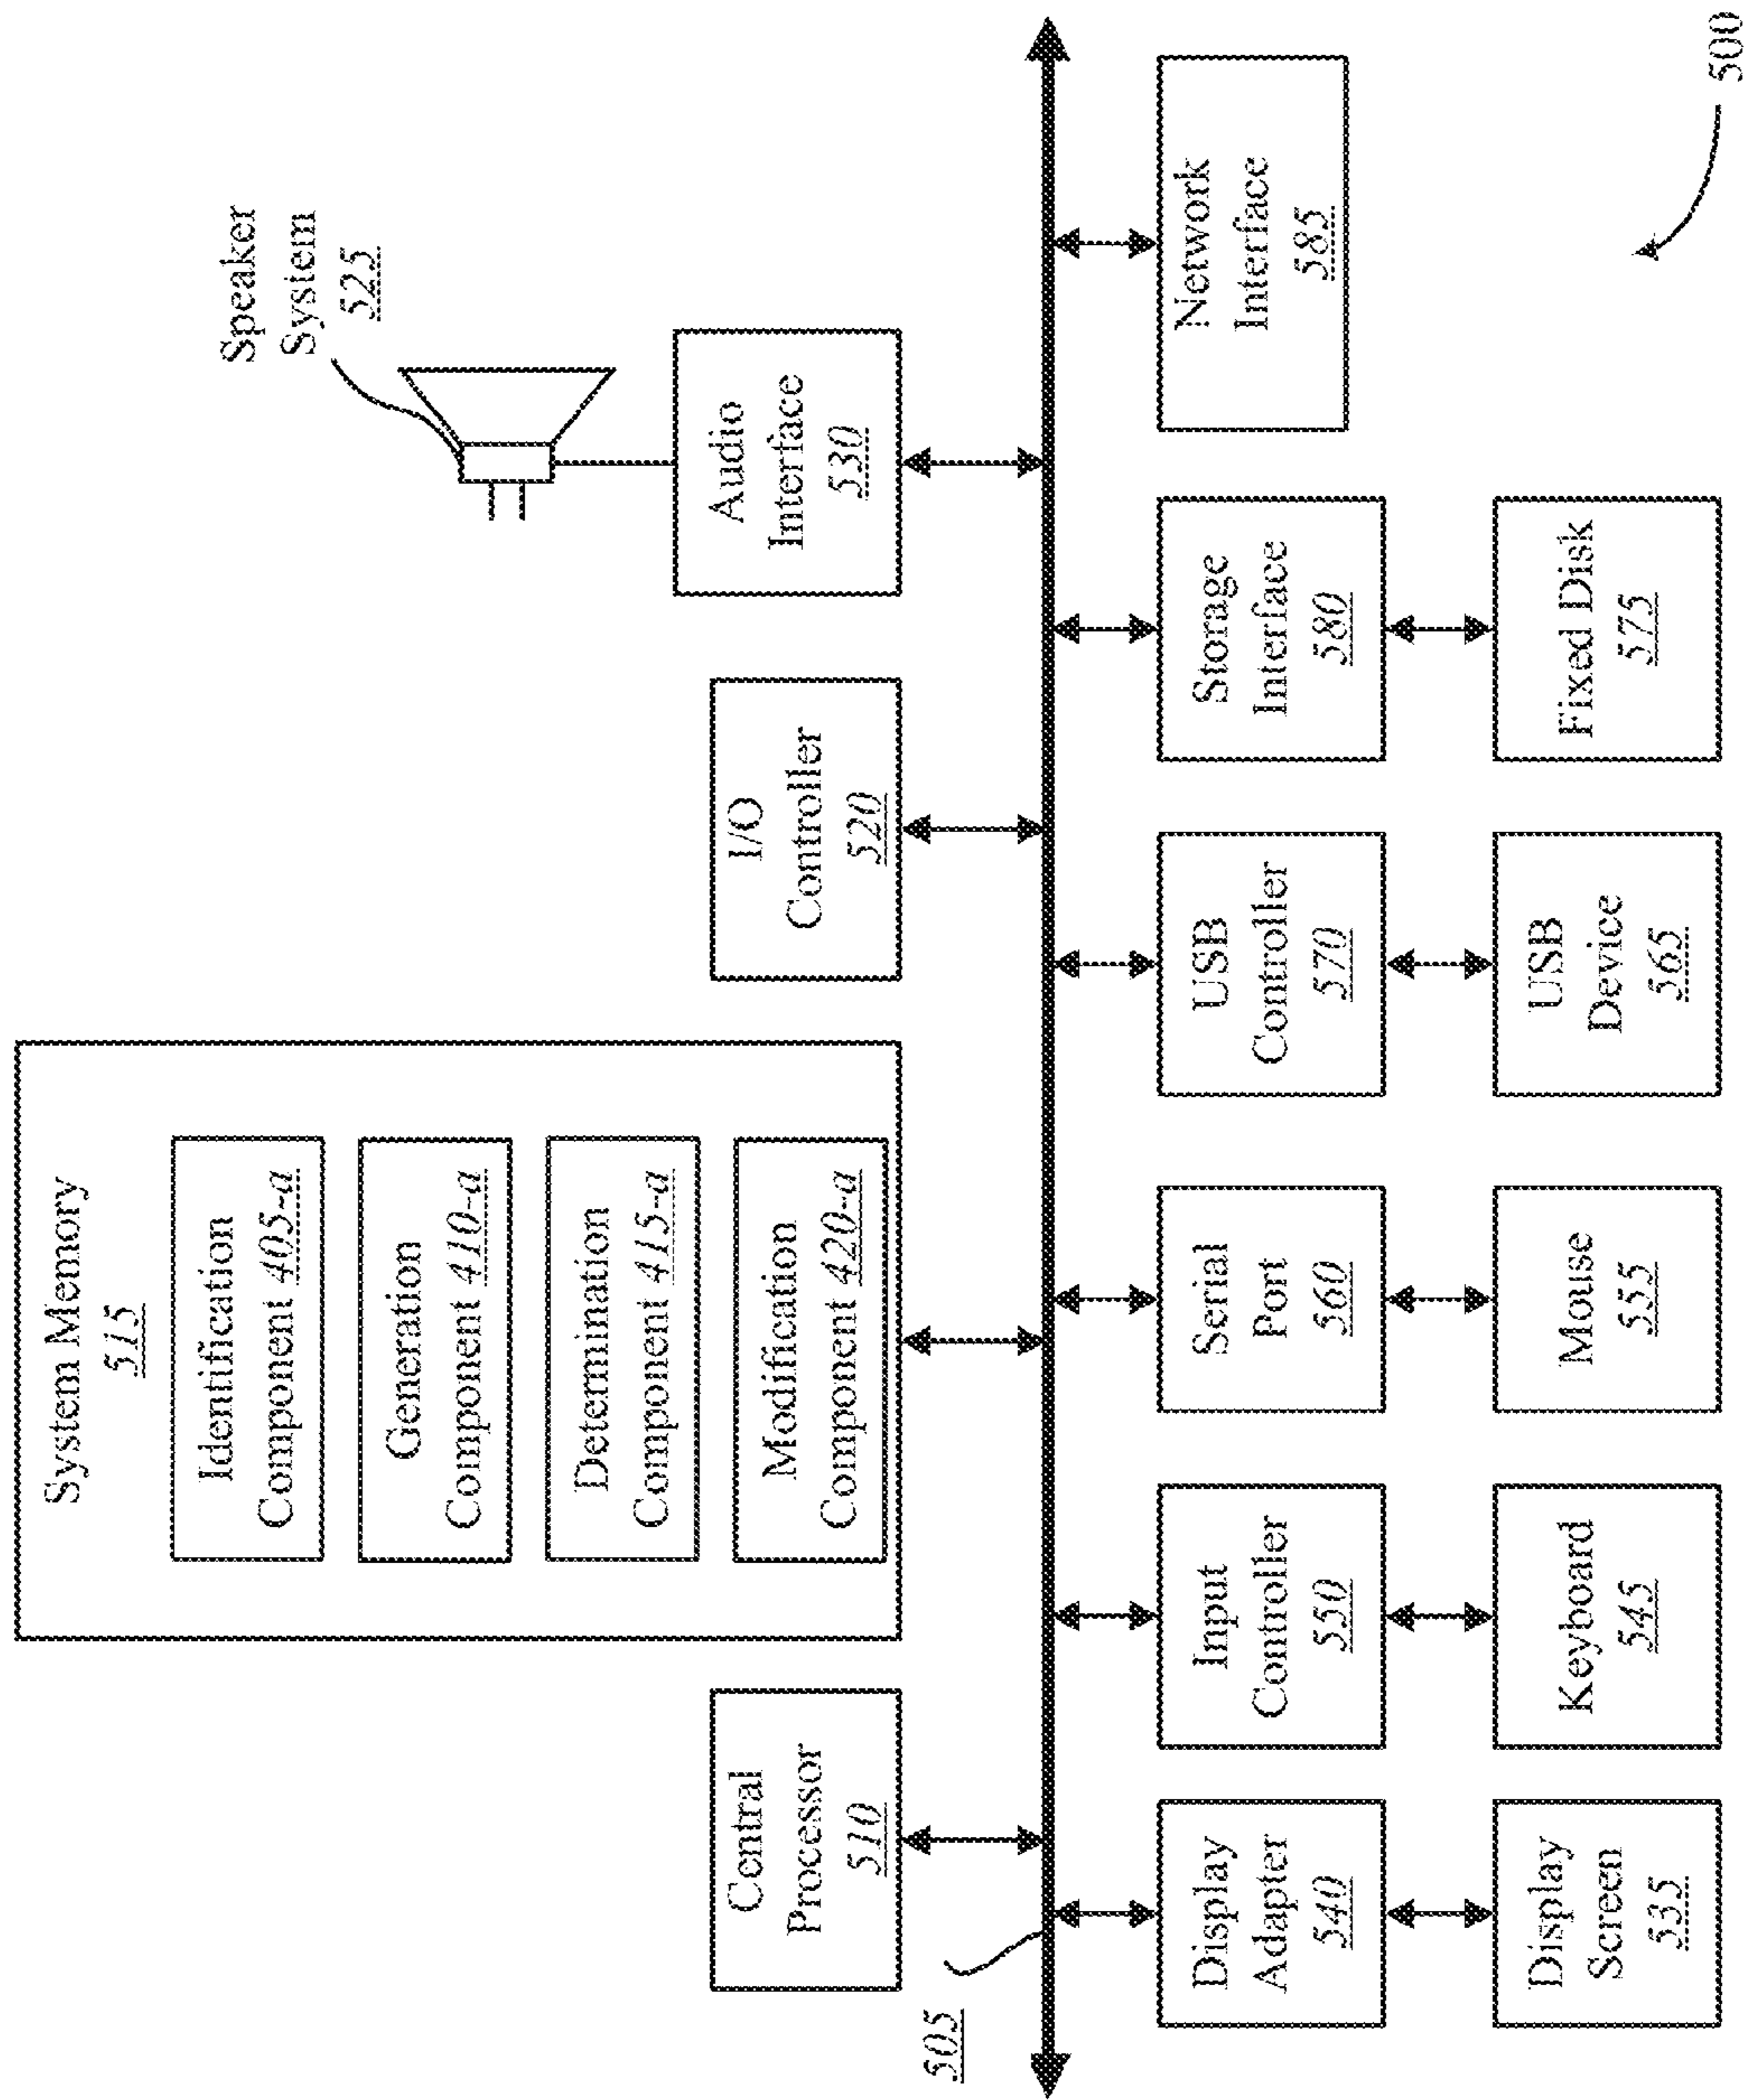 System Memory
515
Identification
Component 405-a
Generation
Component 410-a
Determination
Component 415-a
Modification
Component 420-a
Speaker
System
525
Central
Processor
510
I/O
Controller
520
Audio
Interface
530
505
Display
Adapter
540
Input
Controller
550
Serial
Port
560
USB
Controller
570
Storage
Interface
580
Network
Interface
585
Display
Screen
535
Keyboard
545
Mouse
555
USB
Device
565
Fixed Disk
575
500